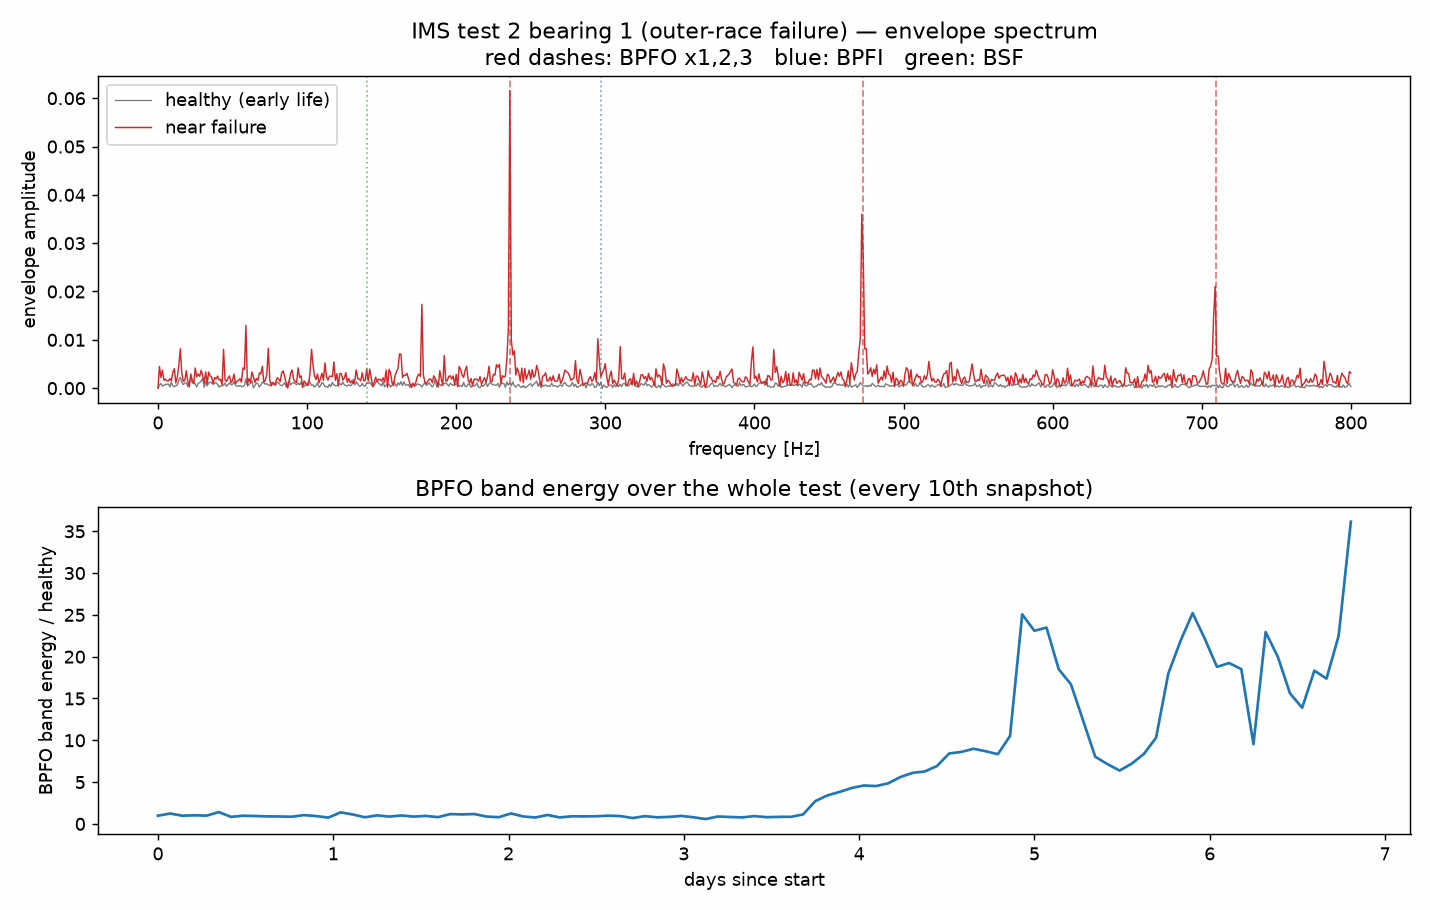 IMS test 2 bearing 1 (outer-race failure) — envelope spectrum
red dashes: BPFO x1,2,3   blue: BPFI   green: BSF
healthy (early life)
near failure
envelope amplitude
0.06
0.05
0.04
0.03
0.02
0.01
0.00
0 100 200 300 400 500 600 700 800
frequency [Hz]
BPFO band energy over the whole test (every 10th snapshot)
BPFO band energy / healthy
35
30
25
20
15
10
5
0
0 1 2 3 4 5 6 7
days since start